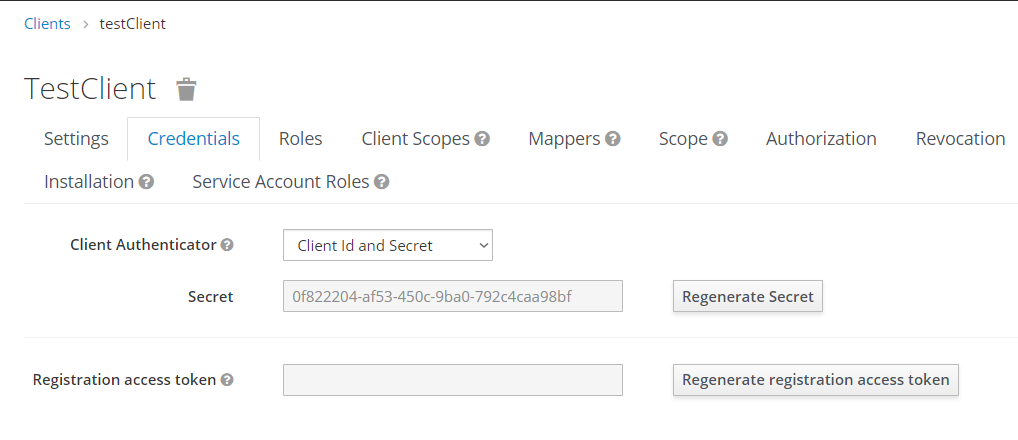 Clients > testClient
TestClient
Settings Credentials Roles Client Scopes ? Mappers ? Scope ? Authorization Revocation
Installation ? Service Account Roles ?
Client Authenticator ? Client Id and Secret
Secret 0f822204-af53-450c-9ba0-792c4caa98bf Regenerate Secret
Registration access token ? Regenerate registration access token